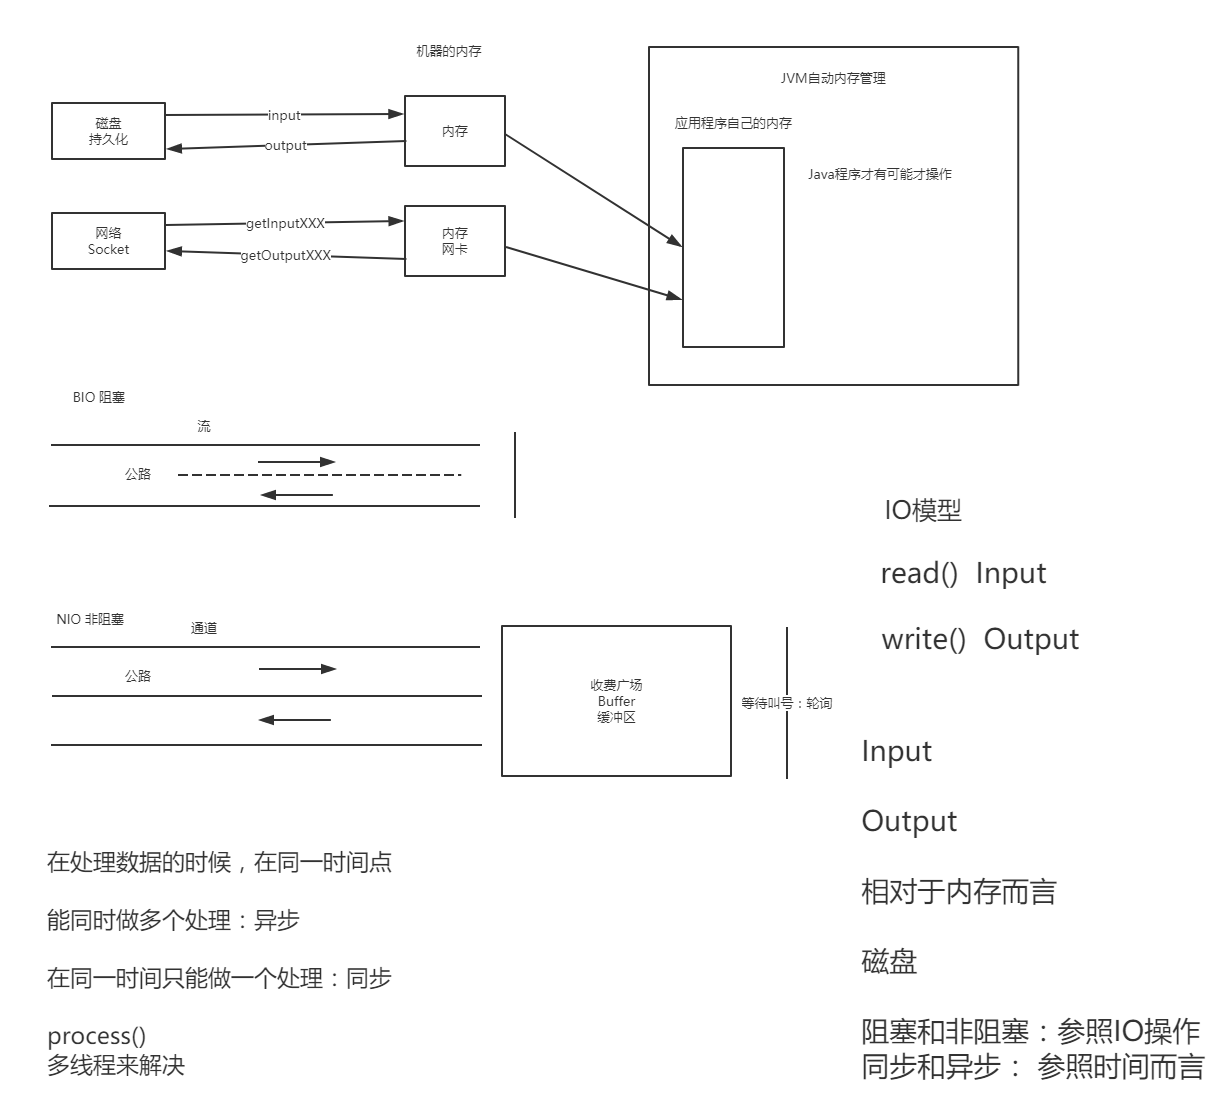 机器的内存
JVM自动内存管理
磁盘
持久化
input
output
内存
应用程序自己的内存
Java程序才有可能才操作
网络
Socket
getInputXXX
getOutputXXX
内存
网卡
BIO 阻塞
流
公路
IO模型
read() Input
write() Output
NIO 非阻塞
通道
公路
收费广场
Buffer
缓冲区
等待叫号：轮询
Input
Output
相对于内存而言
磁盘
阻塞和非阻塞：参照IO操作
同步和异步： 参照时间而言
在处理数据的时候，在同一时间点
能同时做多个处理：异步
在同一时间只能做一个处理：同步
process()
多线程来解决